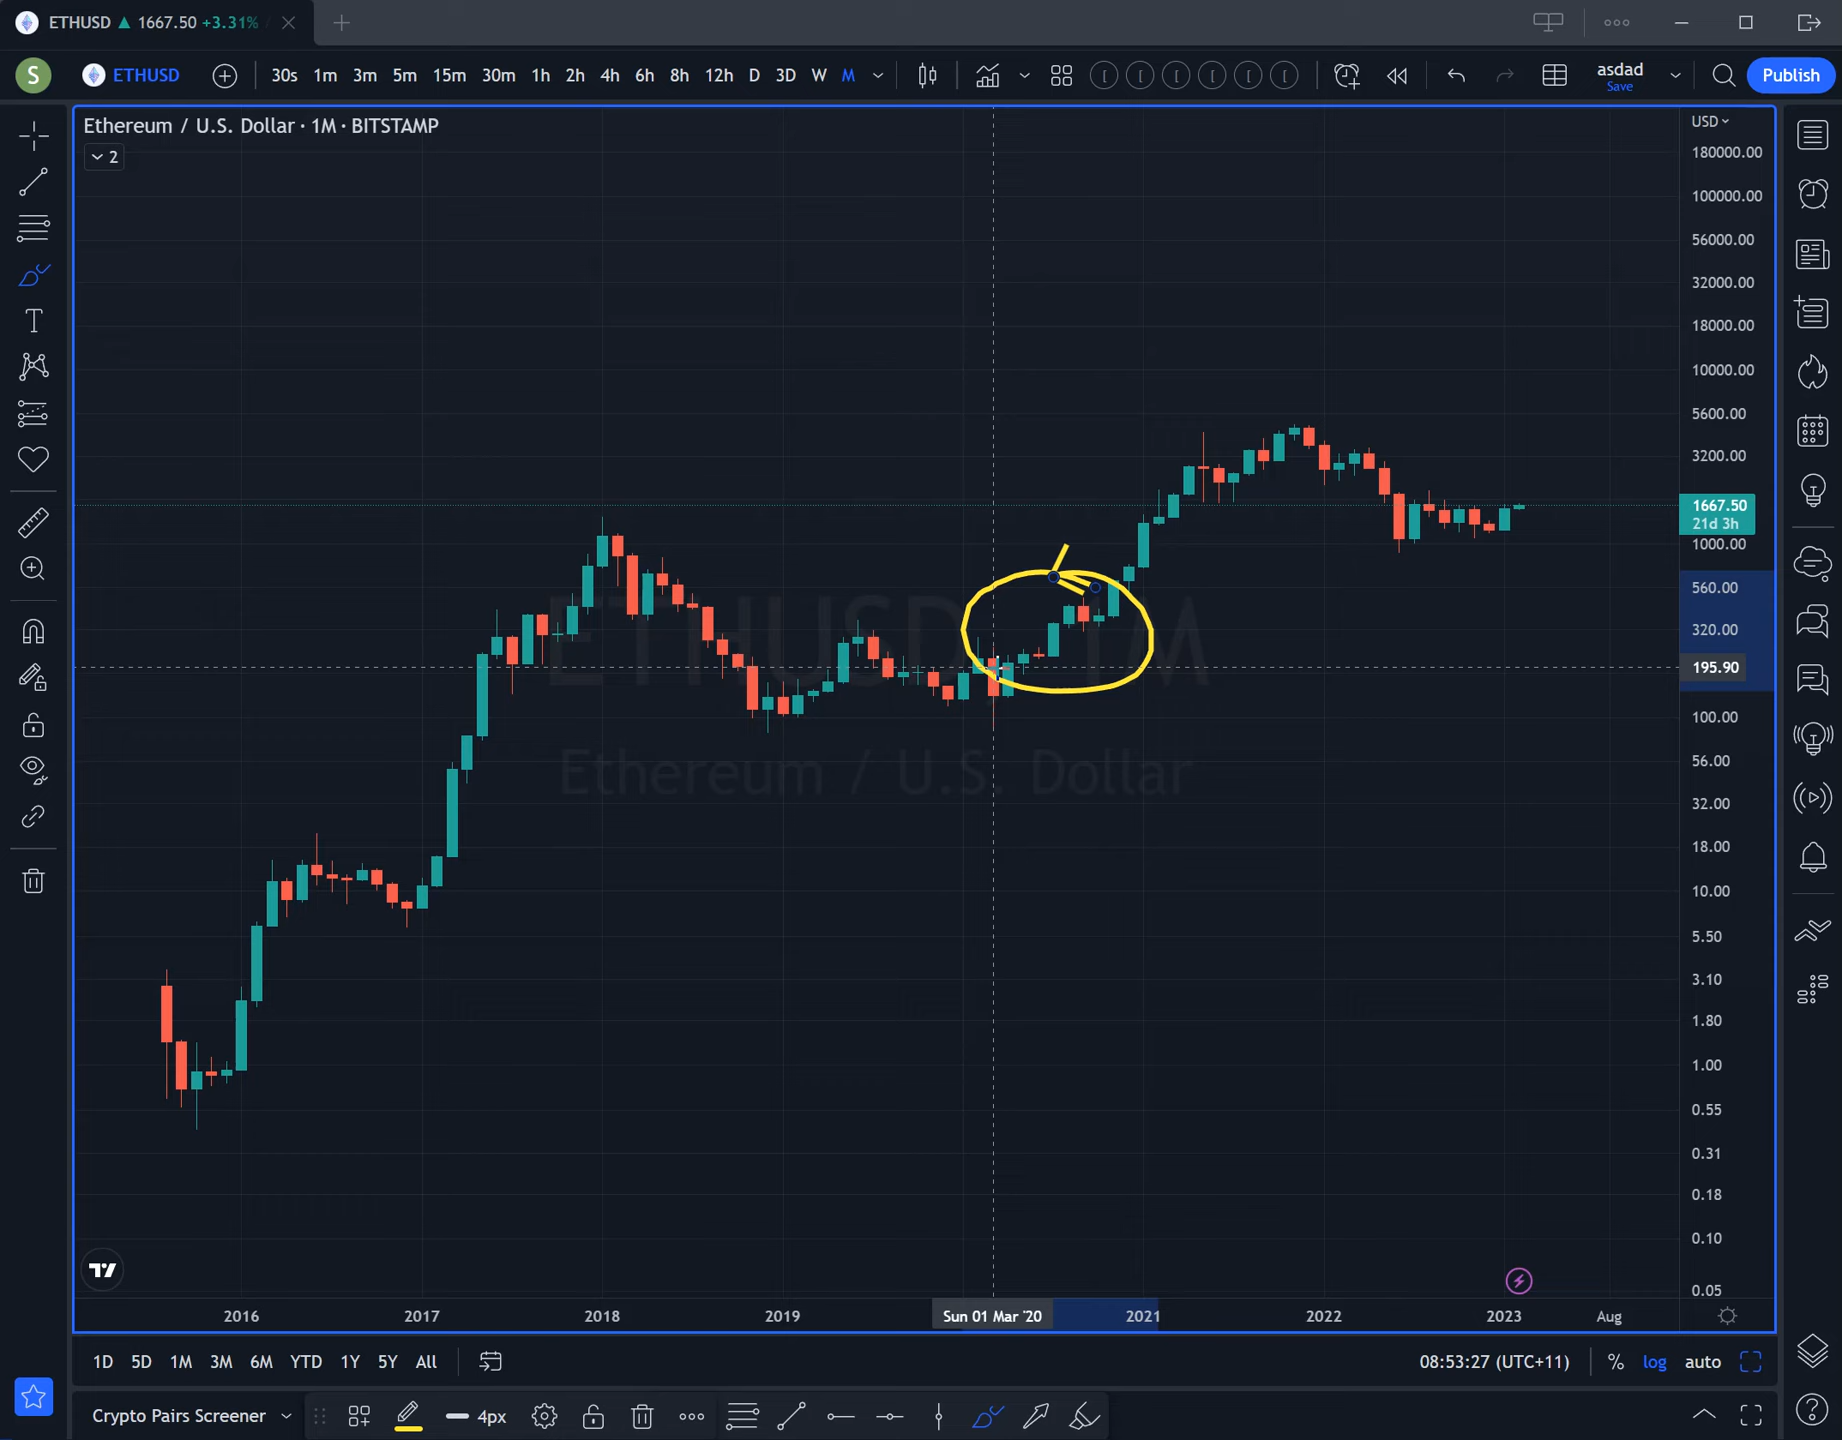 ETHUSD ▲ 1667.50 +3.31% /
S ETHUSD 30s 1m 3m 5m 15m 30m 1h 2h 4h 6h 8h 12h D 3D W M asdad Publish
Save
Ethereum / U.S. Dollar · 1M · BITSTAMP
2
USD
180000.00
100000.00
56000.00
32000.00
18000.00
10000.00
5600.00
3200.00
1667.50
21d 3h
1000.00
560.00
320.00
195.90
100.00
56.00
32.00
18.00
10.00
5.50
3.10
1.80
1.00
0.55
0.31
0.18
0.10
0.05
ETHUSD, 1M
Ethereum / U.S. Dollar
2016 2017 2018 2019 Sun 01 Mar '20 2021 2022 2023 Aug
1D 5D 1M 3M 6M YTD 1Y 5Y All 08:53:27 (UTC+11) % log auto
Crypto Pairs Screener 4px